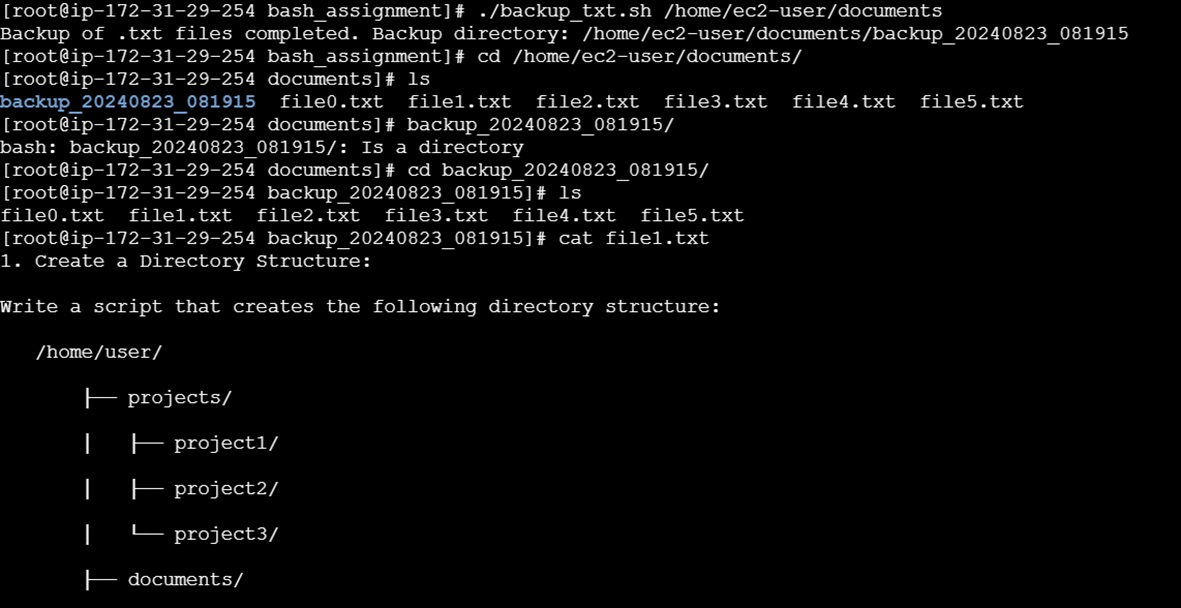 [root@ip-172-31-29-254 bash_assignment]# ./backup_txt.sh /home/ec2-user/documents
Backup of .txt files completed. Backup directory: /home/ec2-user/documents/backup_20240823_081915
[root@ip-172-31-29-254 bash_assignment]# cd /home/ec2-user/documents/
[root@ip-172-31-29-254 documents]# ls
backup_20240823_081915  file0.txt  file1.txt  file2.txt  file3.txt  file4.txt  file5.txt
[root@ip-172-31-29-254 documents]# backup_20240823_081915/
bash: backup_20240823_081915/: Is a directory
[root@ip-172-31-29-254 documents]# cd backup_20240823_081915/
[root@ip-172-31-29-254 backup_20240823_081915]# ls
file0.txt  file1.txt  file2.txt  file3.txt  file4.txt  file5.txt
[root@ip-172-31-29-254 backup_20240823_081915]# cat file1.txt
1. Create a Directory Structure:
Write a script that creates the following directory structure:
   /home/user/
       ├── projects/
       │   ├── project1/
       │   ├── project2/
       │   └── project3/
       ├── documents/